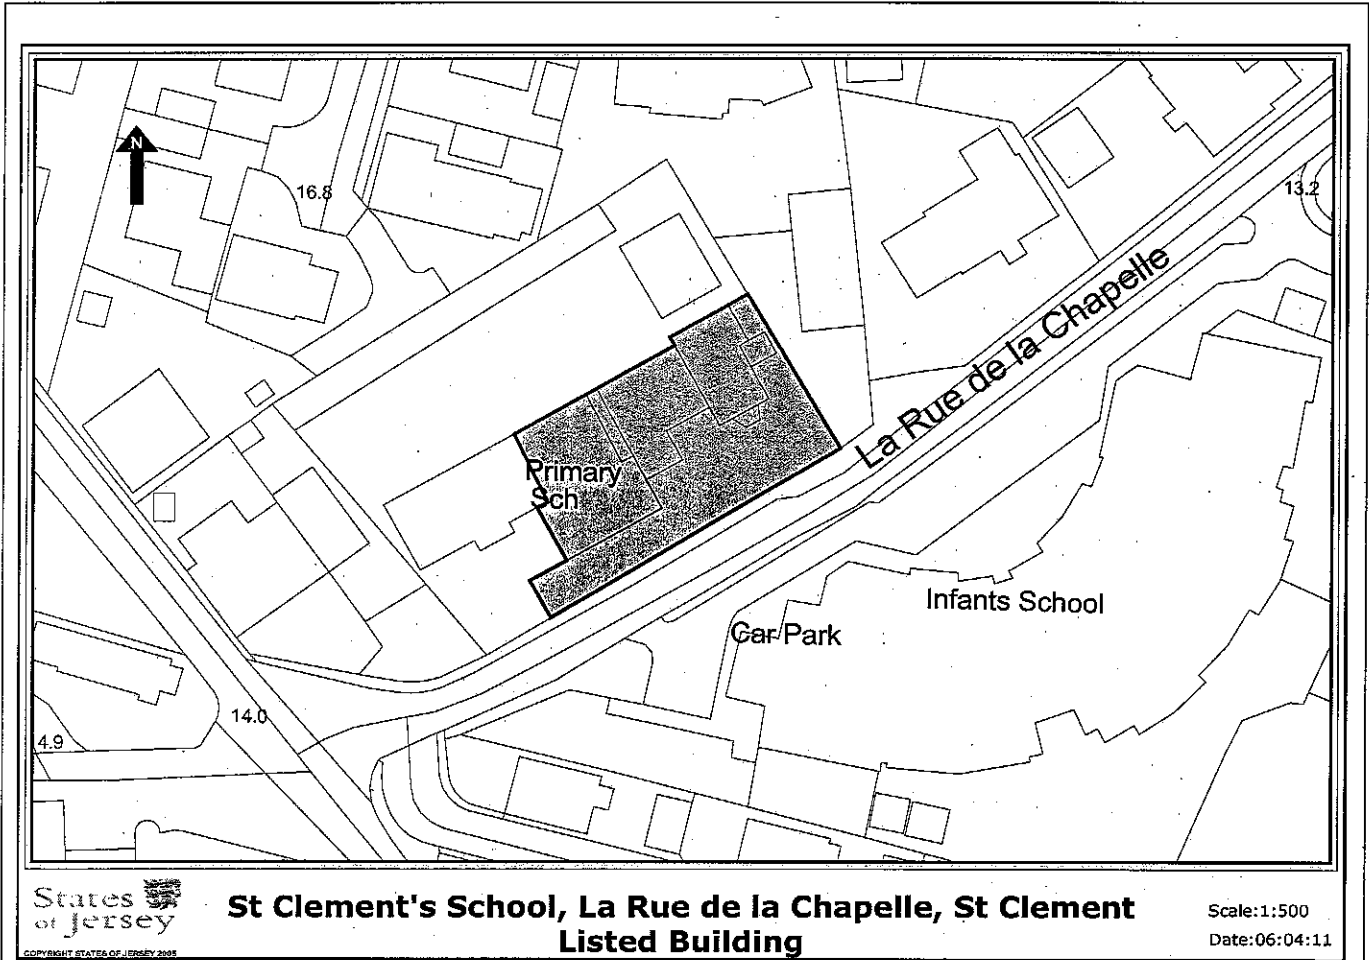 N
16.8
13.2
La Rue de la Chapelle
Primary
Sch
Infants School
Car Park
14.0
4.9
States
of Jersey
COPYRIGHT STATES OF JERSEY 2005
St Clement's School, La Rue de la Chapelle, St Clement
Listed Building
Scale:1:500
Date:06:04:11